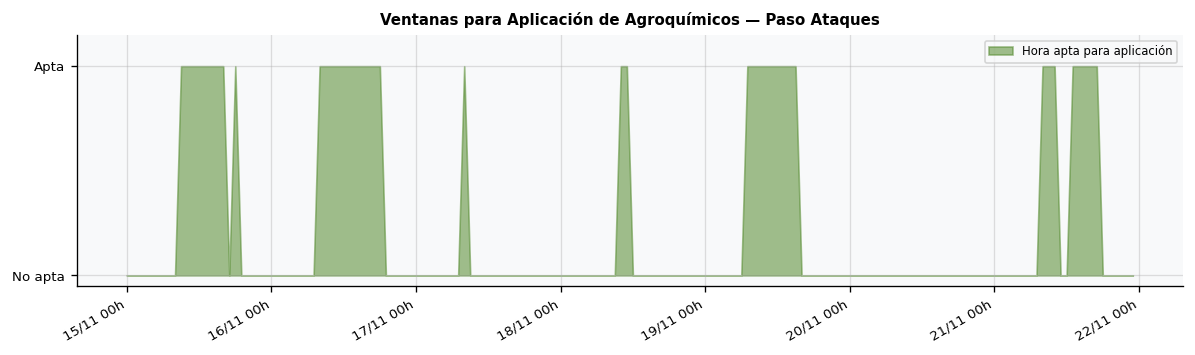 Ventanas para Aplicación de Agroquímicos — Paso Ataques
Hora apta para aplicación
Apta
No apta
15/11 00h
16/11 00h
17/11 00h
18/11 00h
19/11 00h
20/11 00h
21/11 00h
22/11 00h